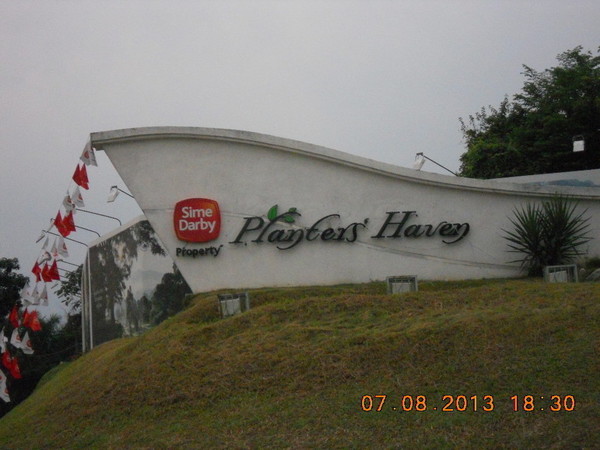 Sime
Darby
Property
Planters' Haven
07.08.2013 18:30